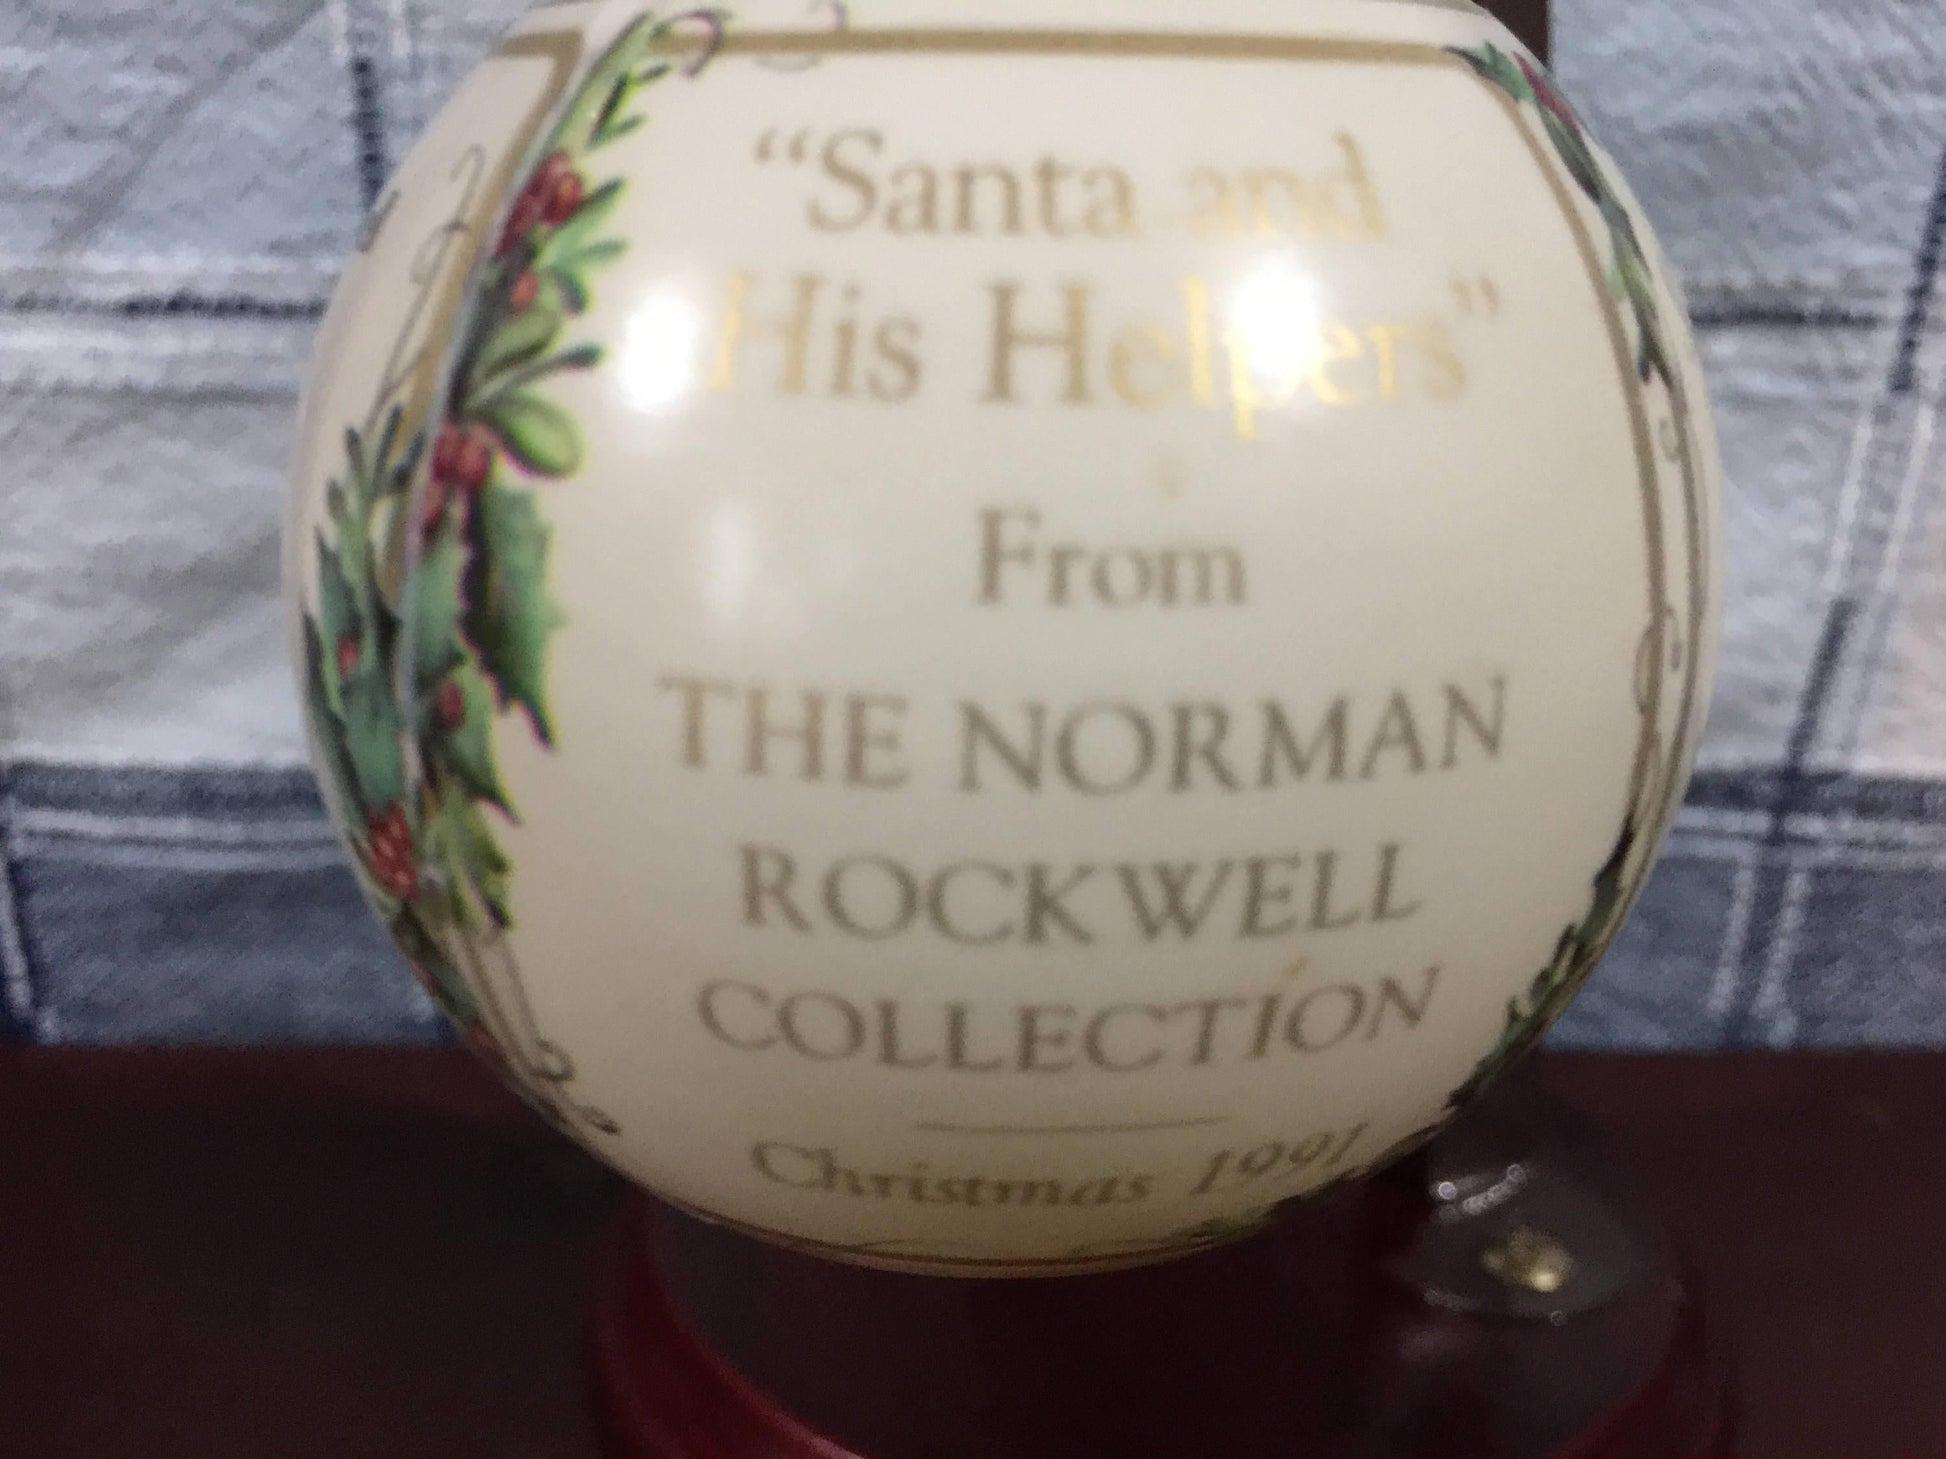 “Santa and
His Helpers”
From
THE NORMAN
ROCKWELL
COLLECTION
Christmas 1991